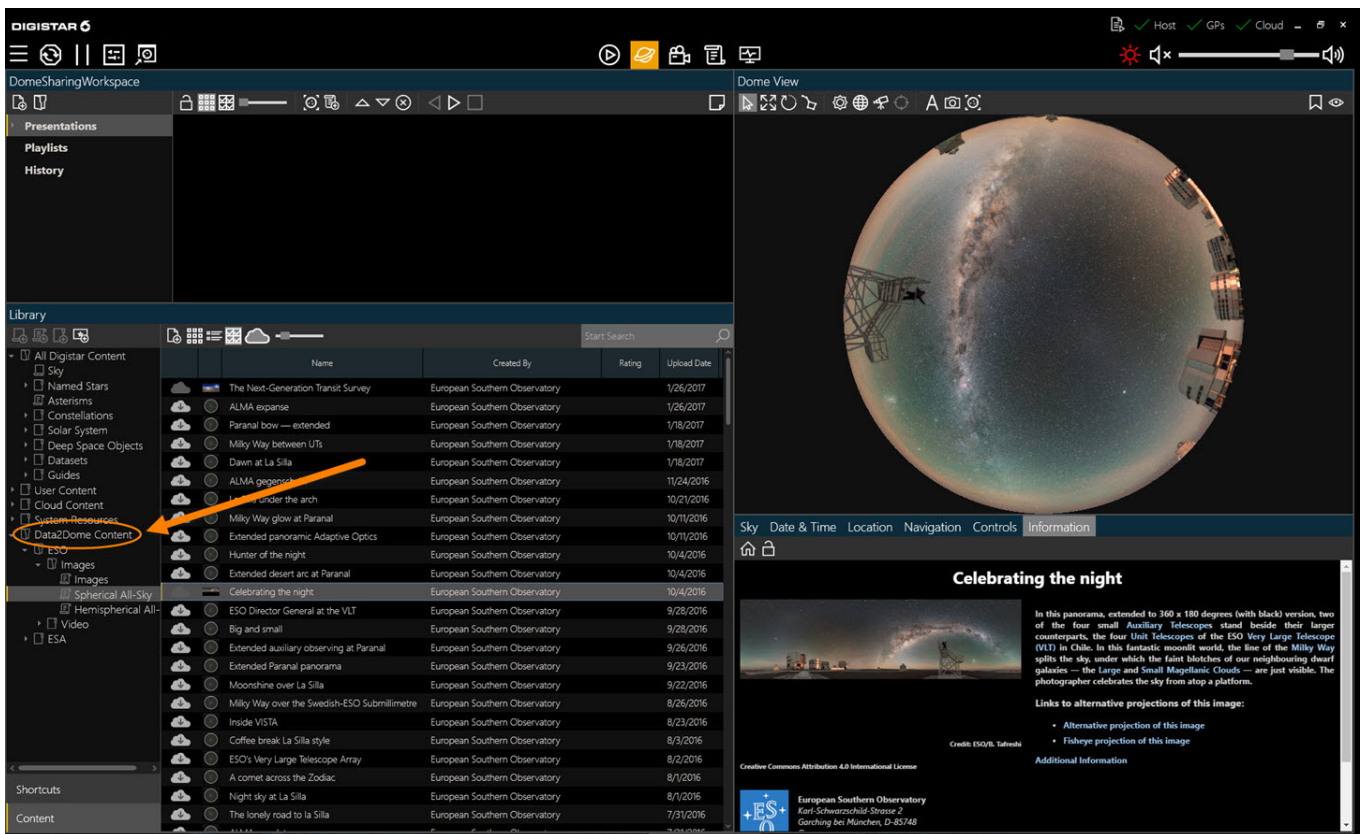 DIGISTAR 6
Host
GPs
Cloud
DomeSharingWorkspace
Presentations
Playlists
History
Dome View
Library
Start Search
All Digistar Content
Sky
Named Stars
Asterisms
Constellations
Solar System
Deep Space Objects
Datasets
Guides
User Content
Cloud Content
System Resources
Data2Dome Content
ESO
Images
Images
Spherical All-Sky
Hemispherical All-
Video
ESA
Shortcuts
Content
Name Created By Rating Upload Date
The Next-Generation Transit Survey European Southern Observatory 1/26/2017
ALMA expanse European Southern Observatory 1/26/2017
Paranal bow — extended European Southern Observatory 1/18/2017
Milky Way between UTs European Southern Observatory 1/18/2017
Dawn at La Silla European Southern Observatory 1/18/2017
ALMA European Southern Observatory 11/24/2016
under the arch European Southern Observatory 10/21/2016
Milky Way glow at Paranal European Southern Observatory 10/11/2016
Extended panoramic Adaptive Optics European Southern Observatory 10/11/2016
Hunter of the night European Southern Observatory 10/4/2016
Extended desert arc at Paranal European Southern Observatory 10/4/2016
Celebrating the night European Southern Observatory 10/4/2016
ESO Director General at the VLT European Southern Observatory 9/28/2016
Big and small European Southern Observatory 9/28/2016
Extended auxiliary observing at Paranal European Southern Observatory 9/26/2016
Extended Paranal panorama European Southern Observatory 9/23/2016
Moonshine over La Silla European Southern Observatory 9/22/2016
Milky Way over the Swedish-ESO Submillimetre European Southern Observatory 8/26/2016
Inside VISTA European Southern Observatory 8/23/2016
Coffee break La Silla style European Southern Observatory 8/3/2016
ESO's Very Large Telescope Array European Southern Observatory 8/2/2016
A comet across the Zodiac European Southern Observatory 8/1/2016
Night sky at La Silla European Southern Observatory 8/1/2016
The lonely road to la Silla European Southern Observatory 7/31/2016
Sky Date & Time Location Navigation Controls Information
Celebrating the night
In this panorama, extended to 360 x 180 degrees (with black) version, two
of the four small Auxiliary Telescopes stand beside their larger
counterparts, the four Unit Telescopes of the ESO Very Large Telescope
(VLT) in Chile. In this fantastic moonlit world, the line of the Milky Way
splits the sky, under which the faint blotches of our neighbouring dwarf
galaxies — the Large and Small Magellanic Clouds — are just visible. The
photographer celebrates the sky from atop a platform.
Links to alternative projections of this image:
• Alternative projection of this image
• Fisheye projection of this image
Additional Information
Credit: ESO/B. Tafreshi
Creative Commons Attribution 4.0 International License
ES
European Southern Observatory
Karl-Schwarzschild-Strasse 2
Garching bei München, D-85748